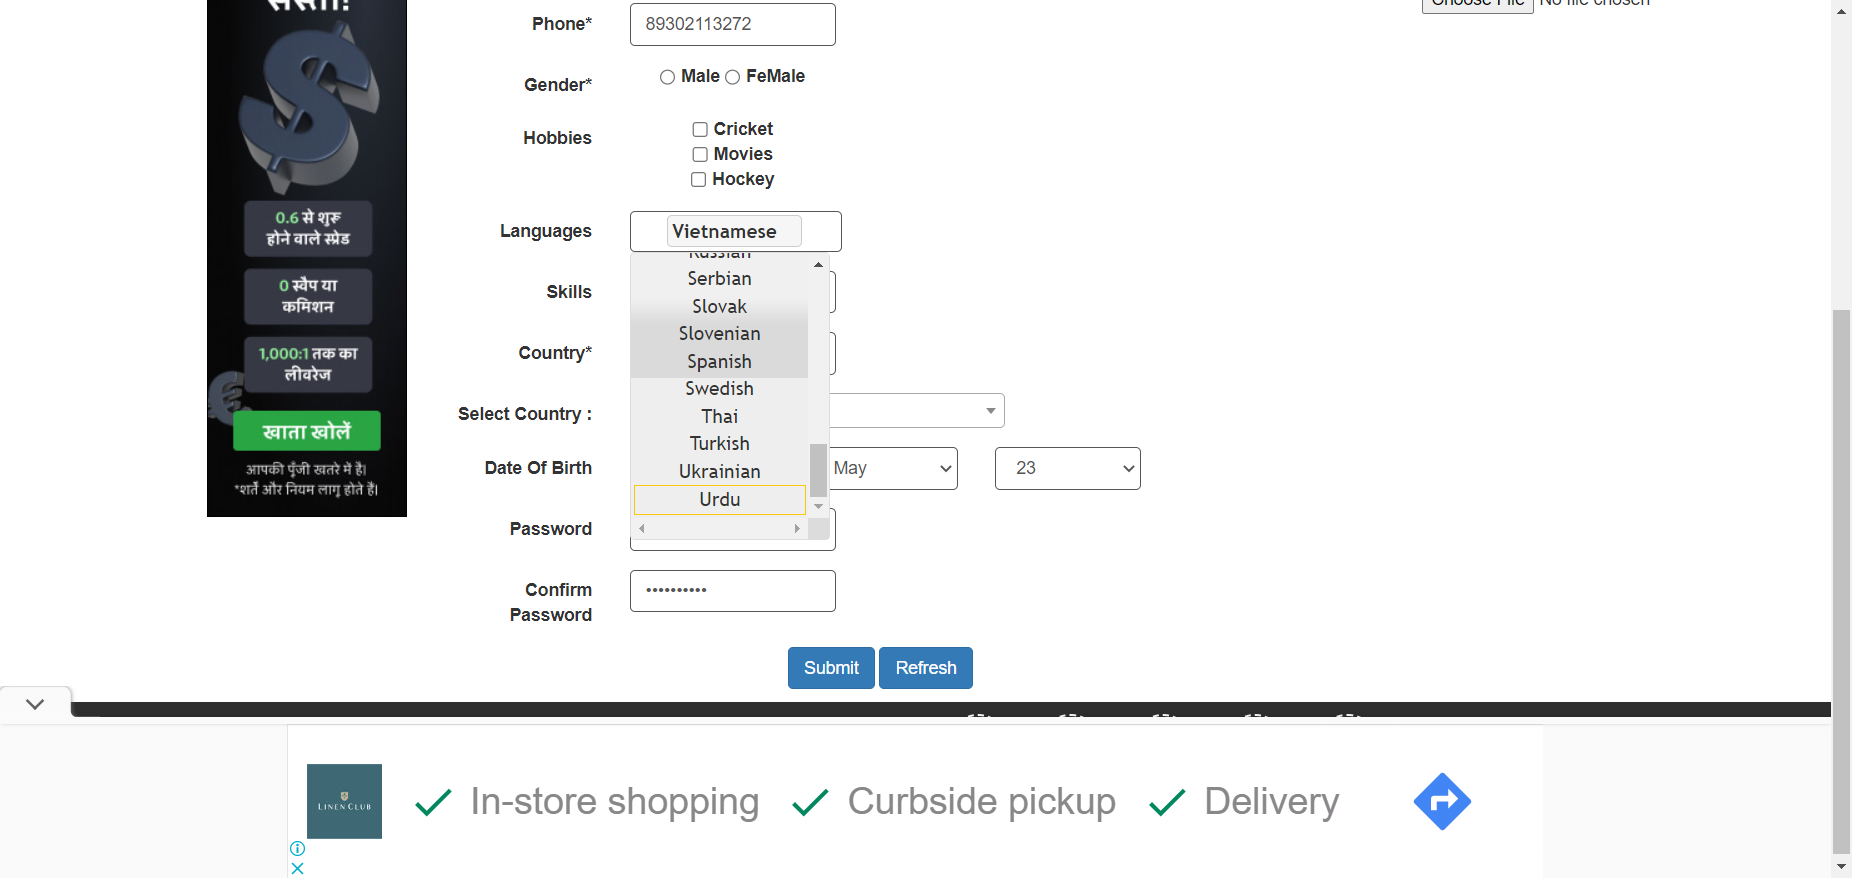 सस्ता!
0.6 से शुरू
होने वाले स्प्रेड
0 स्वैप या
कमिशन
1,000:1 तक का
लीवरेज
खाता खोलें
आपकी पूँजी खतरे में है।
*शर्तें और नियम लागू होते हैं।
Choose File No file chosen
Phone* 89302113272
Gender* Male FeMale
Hobbies Cricket
Movies
Hockey
Languages Vietnamese
Russian
Serbian
Slovak
Slovenian
Spanish
Swedish
Thai
Turkish
Ukrainian
Urdu
Skills
Country*
Select Country :
Date Of Birth May 23
Password
Confirm
Password ••••••••••
Submit Refresh
LINEN CLUB
In-store shopping Curbside pickup Delivery